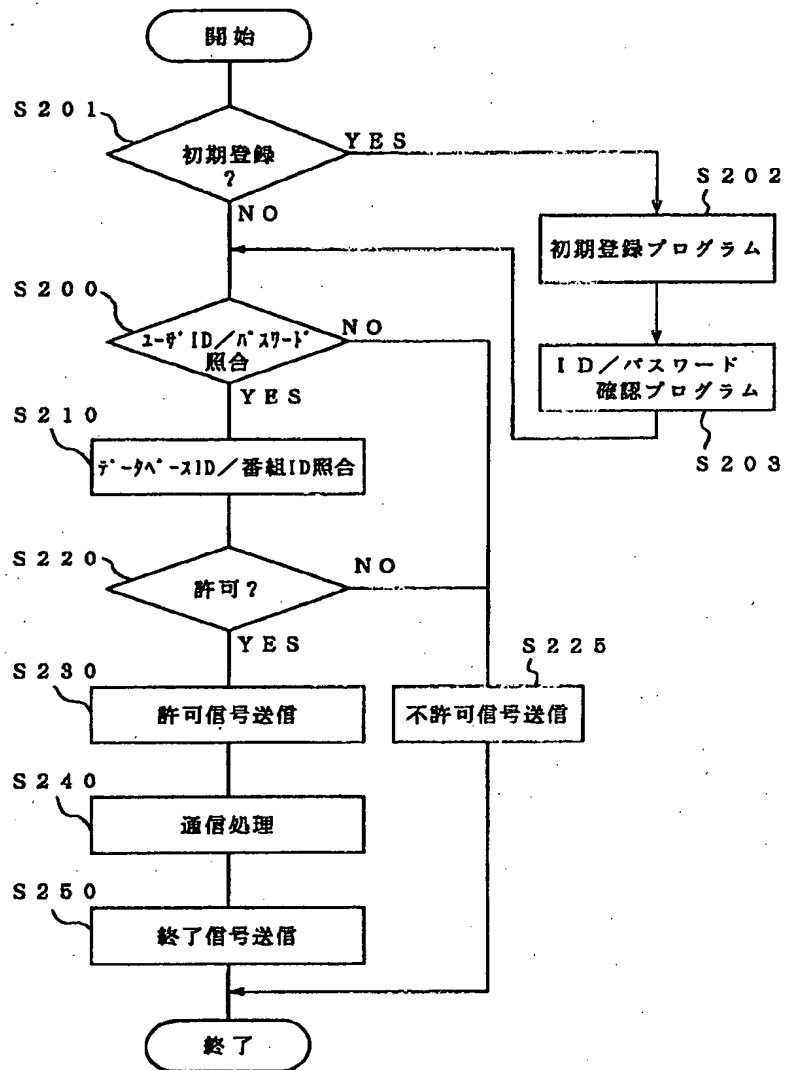 開始
S201
初期登録
?
YES
NO
S202
初期登録プログラム
S200
ユーザID/パスワード
照合
NO
YES
ID/パスワード
確認プログラム
S203
S210
データベースID/番組ID照合
S220
許可?
NO
YES
S225
S230
許可信号送信
不許可信号送信
S240
通信処理
S250
終了信号送信
終了